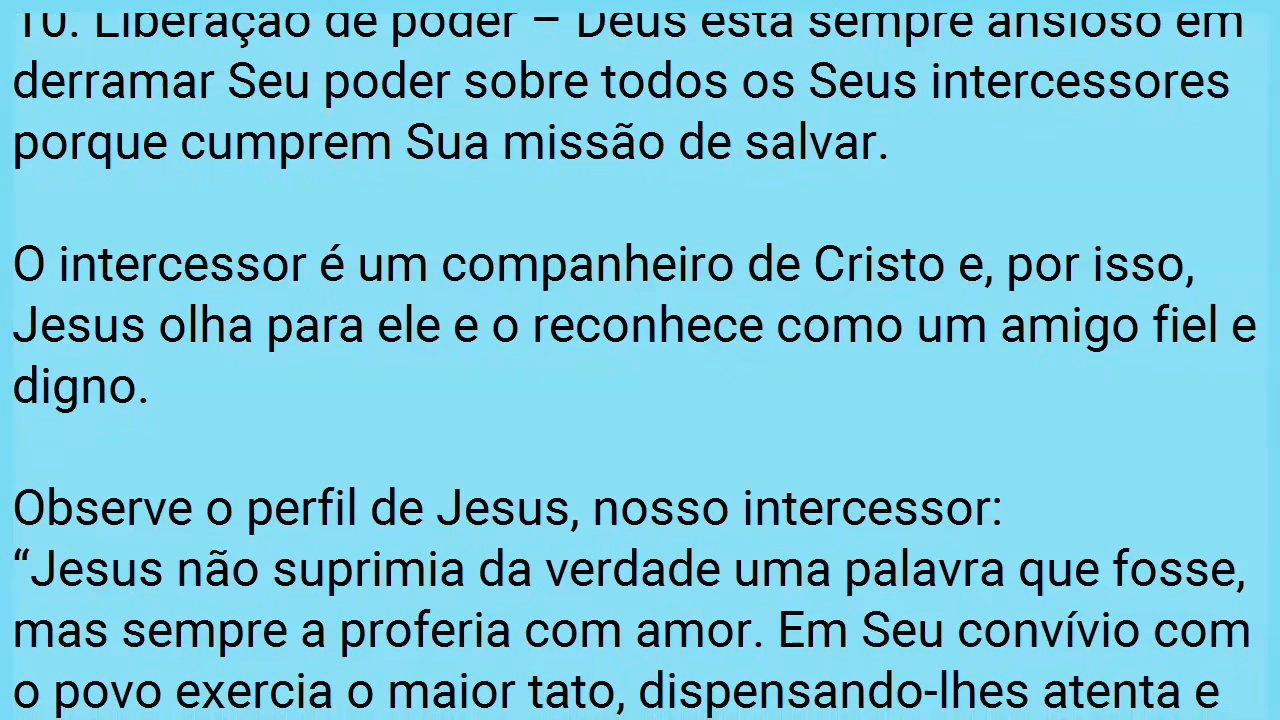 10. Liberação de poder – Deus está sempre ansioso em
derramar Seu poder sobre todos os Seus intercessores
porque cumprem Sua missão de salvar.
O intercessor é um companheiro de Cristo e, por isso,
Jesus olha para ele e o reconhece como um amigo fiel e
digno.
Observe o perfil de Jesus, nosso intercessor:
“Jesus não suprimia da verdade uma palavra que fosse,
mas sempre a proferia com amor. Em Seu convívio com
o povo exercia o maior tato, dispensando-lhes atenta e